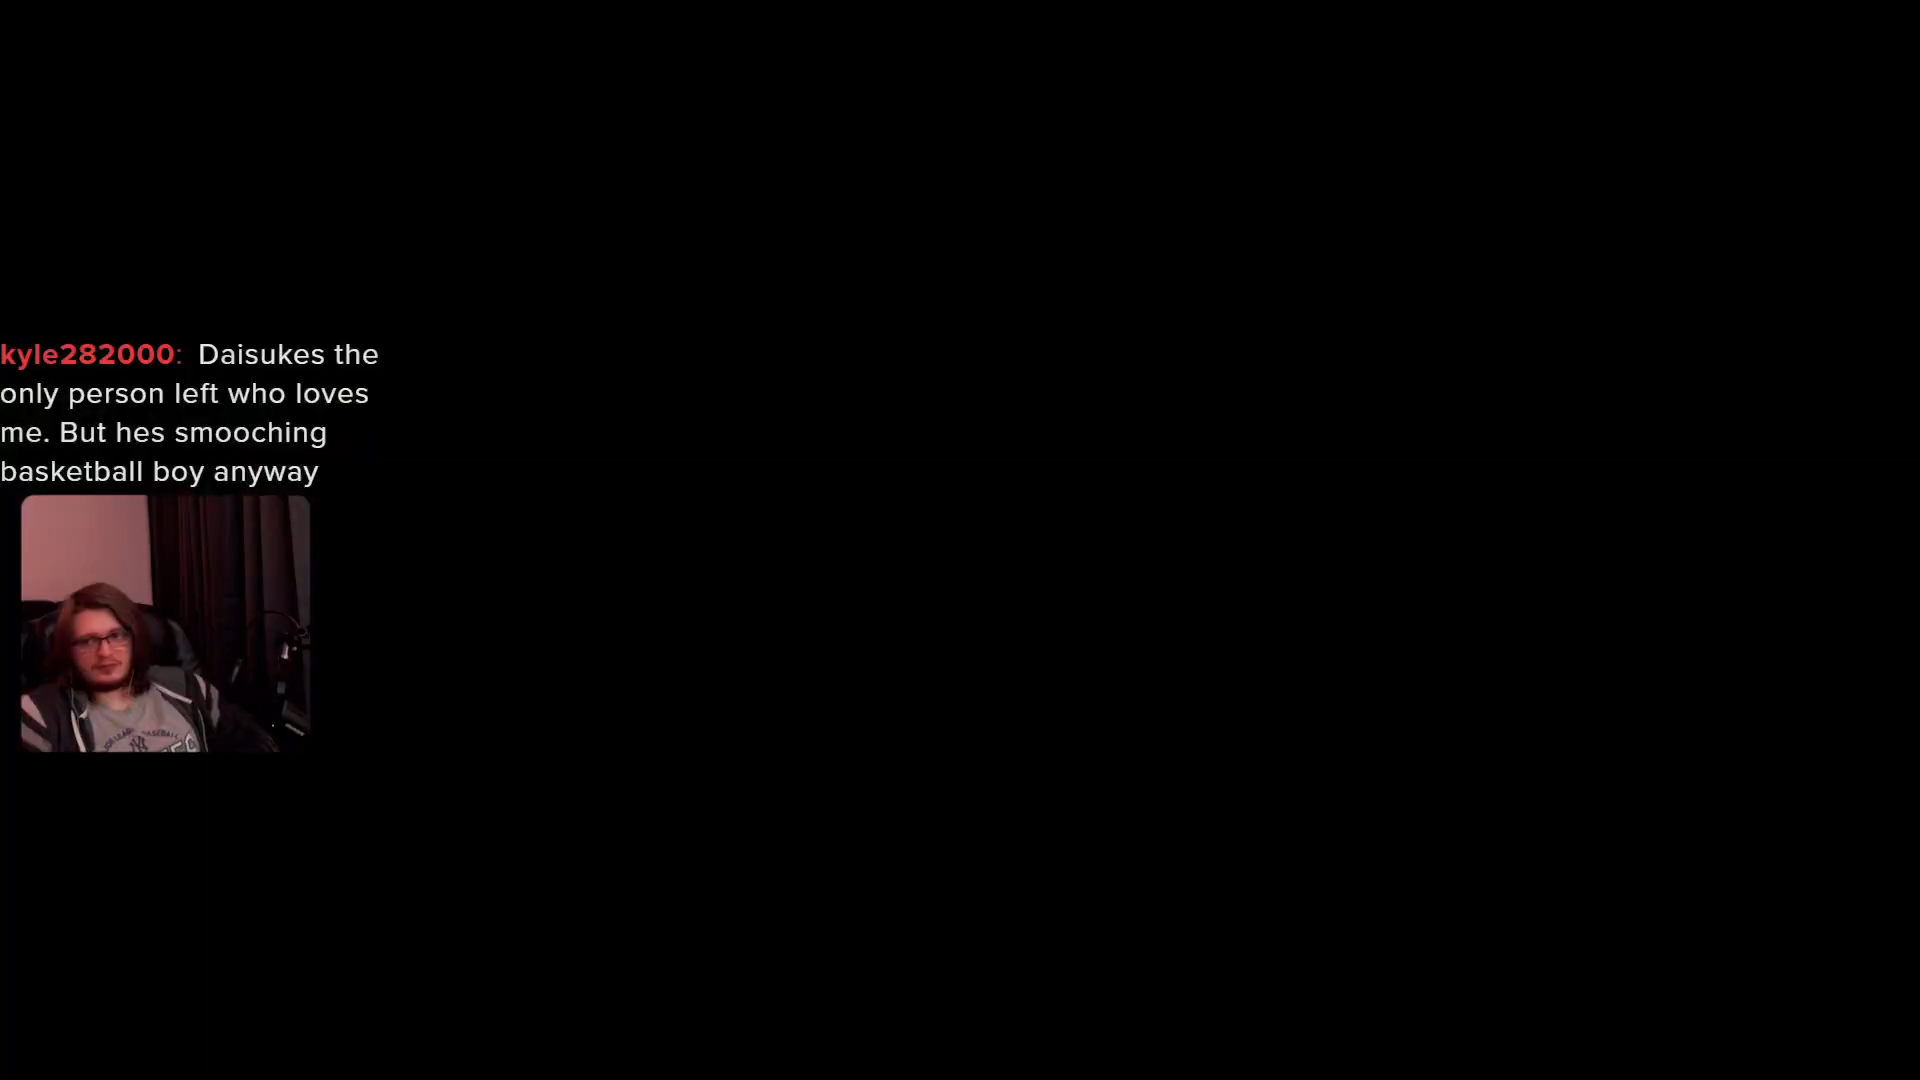 kyle282000: Daisukes the
only person left who loves
me. But hes smooching
basketball boy anyway